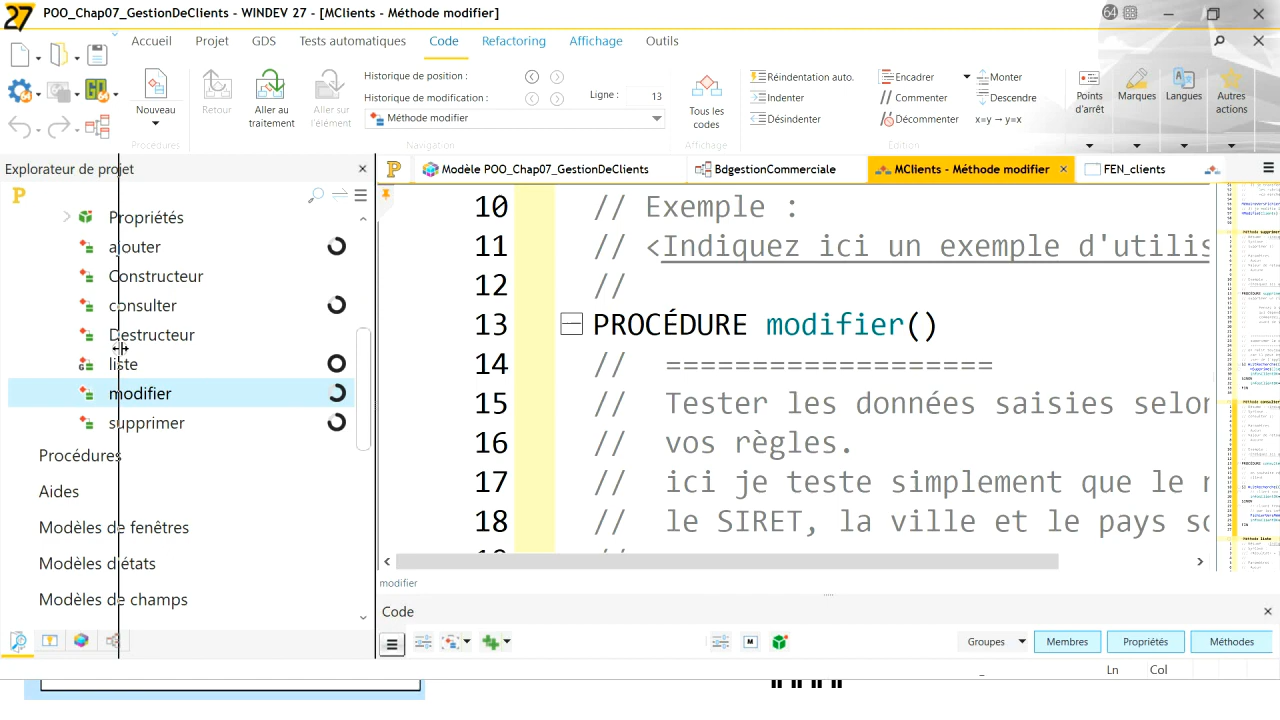 27 POO_Chap07_GestionDeClients - WINDEV 27 - [MClients - Méthode modifier]
64
Accueil Projet GDS Tests automatiques Code Refactoring Affichage Outils
Nouveau
Retour
Aller au traitement
Aller sur l'élément
Historique de position :
Historique de modification :
Ligne : 13
Méthode modifier
Tous les codes
Réinitialisation auto.
Indenter
Désindenter
Encadrer
Commenter
Décommenter
Monter
Descendre
x=y → y=x
Points d'arrêt
Marques
Langues
Autres actions
Procédures
Navigation
Affichage
Edition
Explorateur de projet
Modèle POO_Chap07_GestionDeClients
BdgestionCommerciale
MClients - Méthode modifier
FEN_clients
Propriétés
ajouter
Constructeur
consulter
Destructeur
liste
modifier
supprimer
Procédures
Aides
Modèles de fenêtres
Modèles d'états
Modèles de champs
10 // Exemple :
11 // <Indiquez ici un exemple d'utilis
12 //
13 PROCÉDURE modifier()
14 // ===================
15 // Tester les données saisies selon
16 // vos règles.
17 // ici je teste simplement que le
18 // le SIRET, la ville et le pays so
modifier
Code
Groupes Membres Propriétés Méthodes
Ln Col